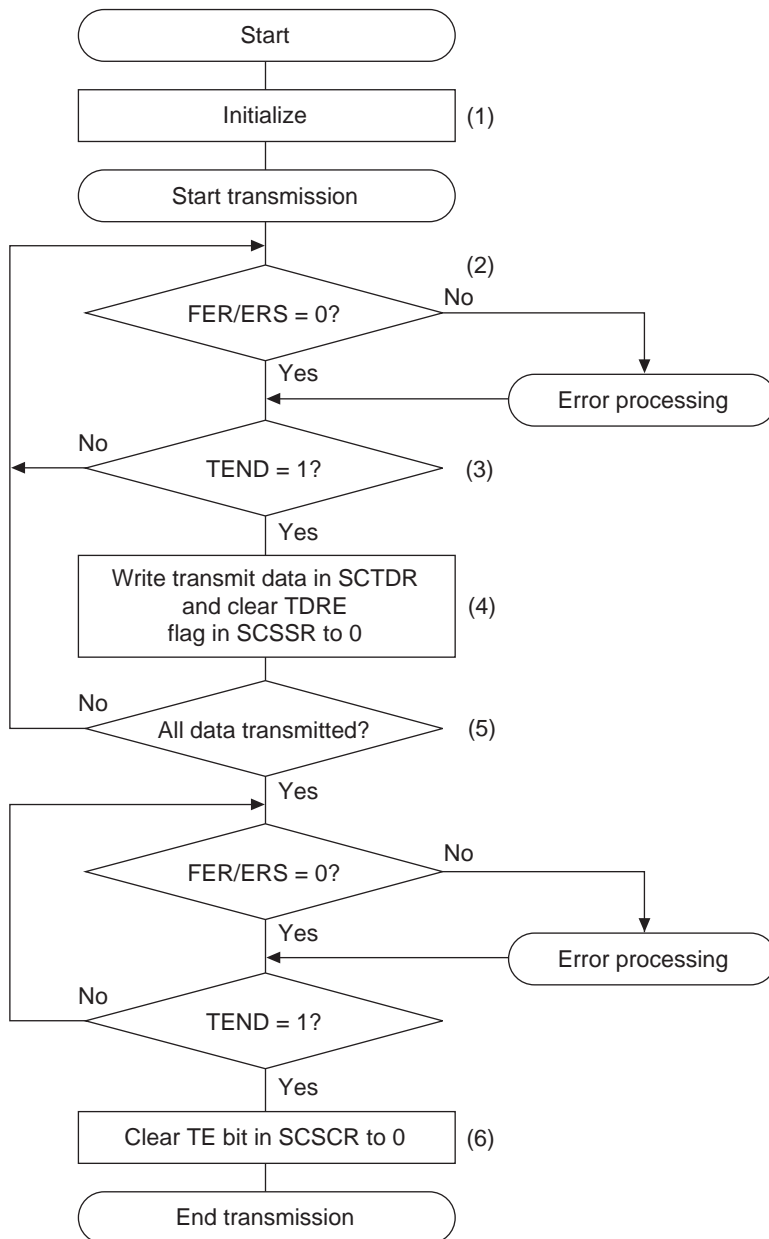 Start
Initialize
(1)
Start transmission
(2)
FER/ERS = 0?
No
Yes
Error processing
No
TEND = 1?
(3)
Yes
Write transmit data in SCTDR
and clear TDRE
flag in SCSSR to 0
(4)
No
All data transmitted?
(5)
Yes
FER/ERS = 0?
No
Yes
Error processing
No
TEND = 1?
Yes
Clear TE bit in SCSCR to 0
(6)
End transmission